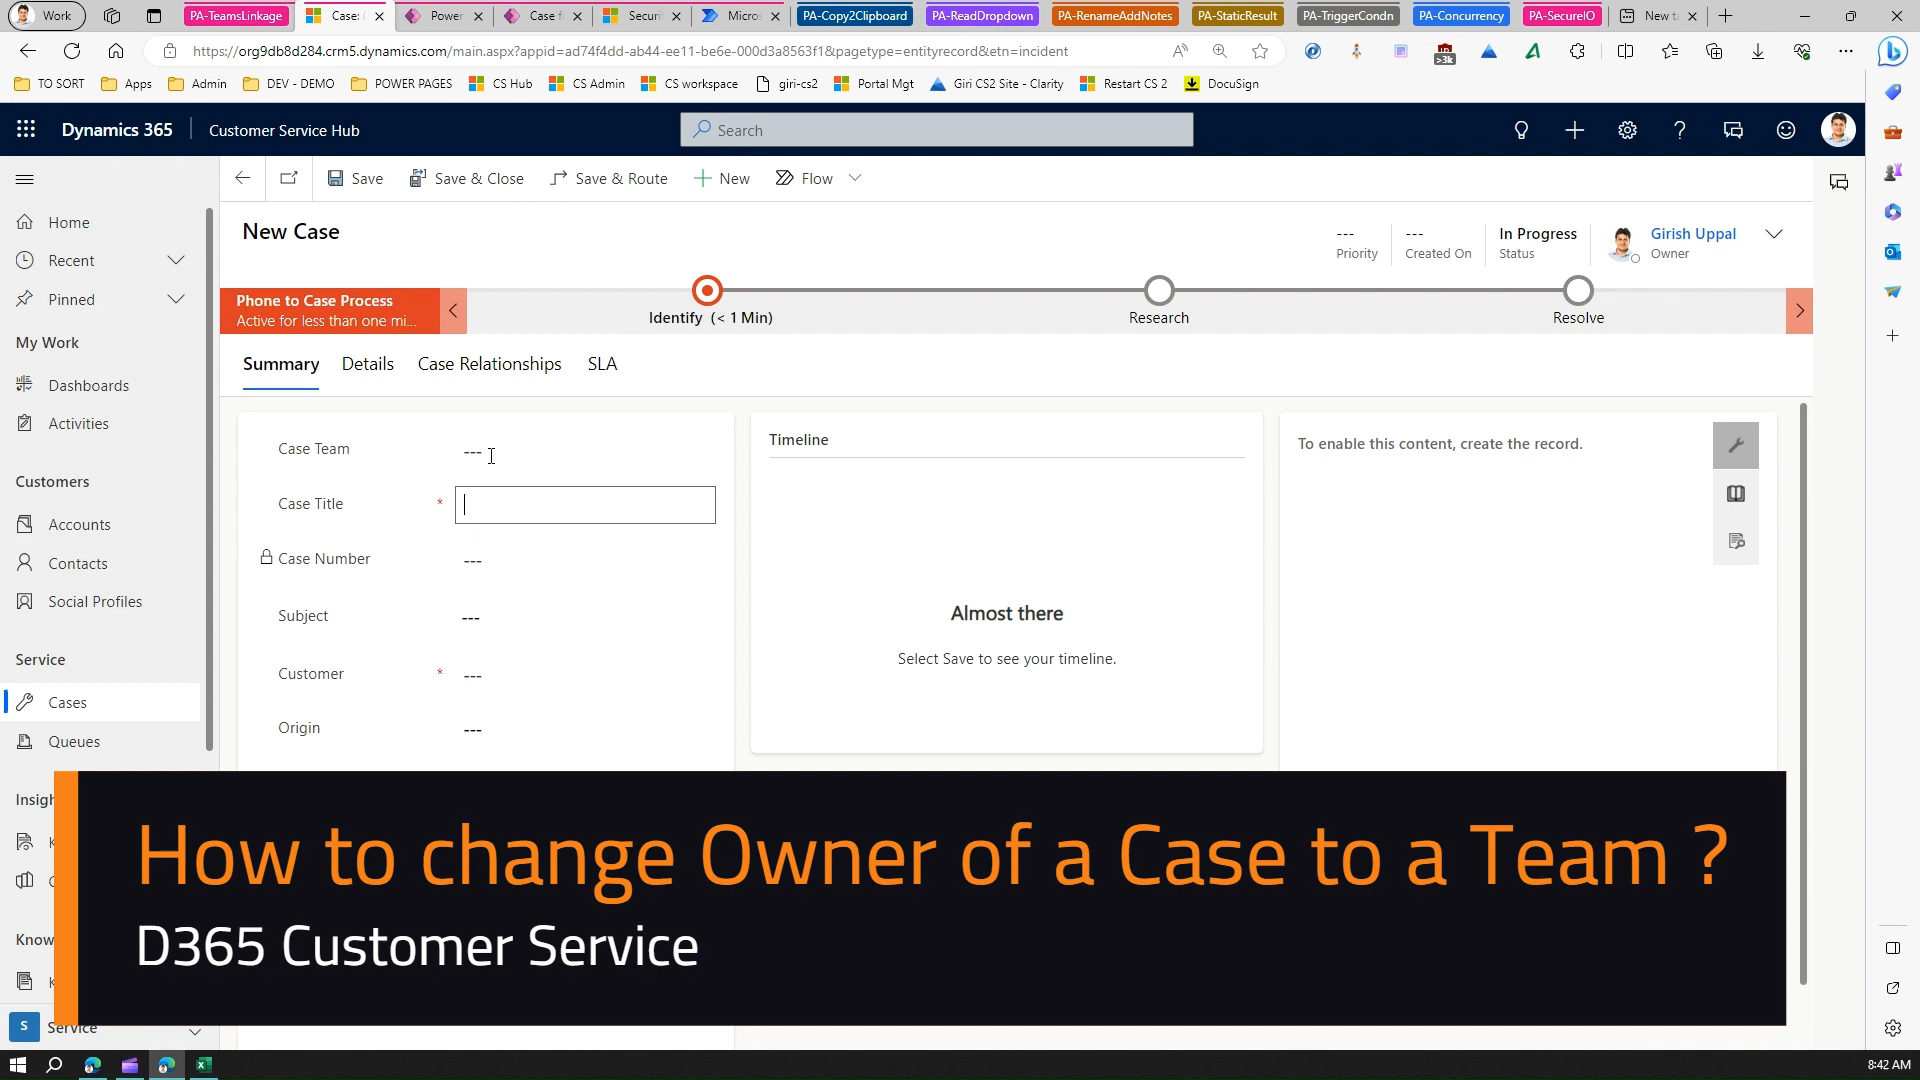 Work
PA-TeamsLinkage
Case:
Power
Case f
Securi
Micros
PA-Copy2Clipboard
PA-ReadDropdown
PA-RenameAddNotes
PA-StaticResult
PA-TriggerCondn
PA-Concurrency
PA-SecureIO
New t
https://org9db8d284.crm5.dynamics.com/main.aspx?appid=ad74f4dd-ab44-ee11-be6e-000d3a8563f1&pagetype=entityrecord&etn=incident
>3k
TO SORT
Apps
Admin
DEV - DEMO
POWER PAGES
CS Hub
CS Admin
CS workspace
giri-cs2
Portal Mgt
Giri CS2 Site - Clarity
Restart CS 2
DocuSign
Dynamics 365
Customer Service Hub
Search
Save
Save & Close
Save & Route
New
Flow
Home
Recent
Pinned
My Work
Dashboards
Activities
Customers
Accounts
Contacts
Social Profiles
Service
Cases
Queues
Insigh
Know
S
Service
New Case
---
Priority
---
Created On
In Progress
Status
Girish Uppal
Owner
Phone to Case Process
Active for less than one mi...
Identify (< 1 Min)
Research
Resolve
Summary
Details
Case Relationships
SLA
Case Team
---
Case Title
*
Case Number
---
Subject
---
Customer
*
---
Origin
---
Timeline
Almost there
Select Save to see your timeline.
To enable this content, create the record.
How to change Owner of a Case to a Team ?
D365 Customer Service
8:42 AM